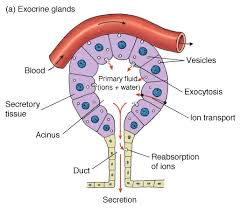 (a) Exocrine glands
Blood
Vesicles
Primary fluid
(ions + water)
Exocytosis
Secretory
tissue
Ion transport
Acinus
Duct
Reabsorption
of ions
Secretion